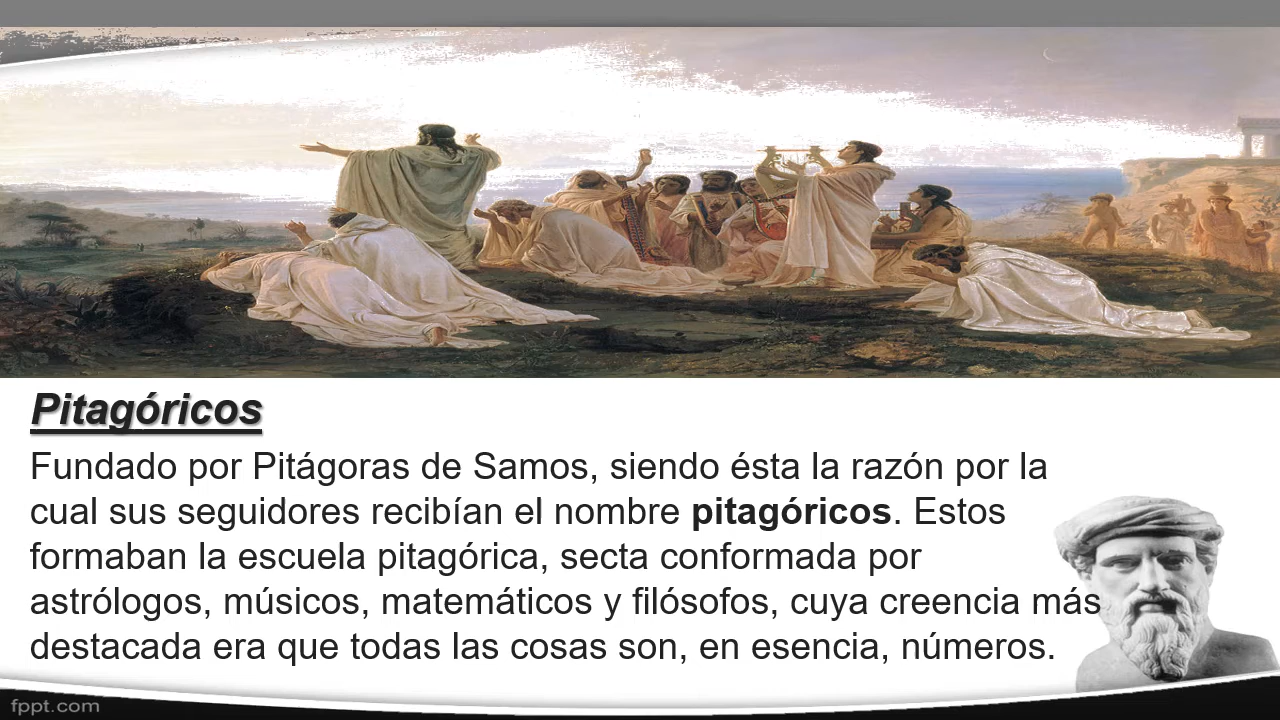 Pitagóricos
Fundado por Pitágoras de Samos, siendo ésta la razón por la
cual sus seguidores recibían el nombre pitagóricos. Estos
formaban la escuela pitagórica, secta conformada por
astrólogos, músicos, matemáticos y filósofos, cuya creencia más
destacada era que todas las cosas son, en esencia, números.
fppt.com